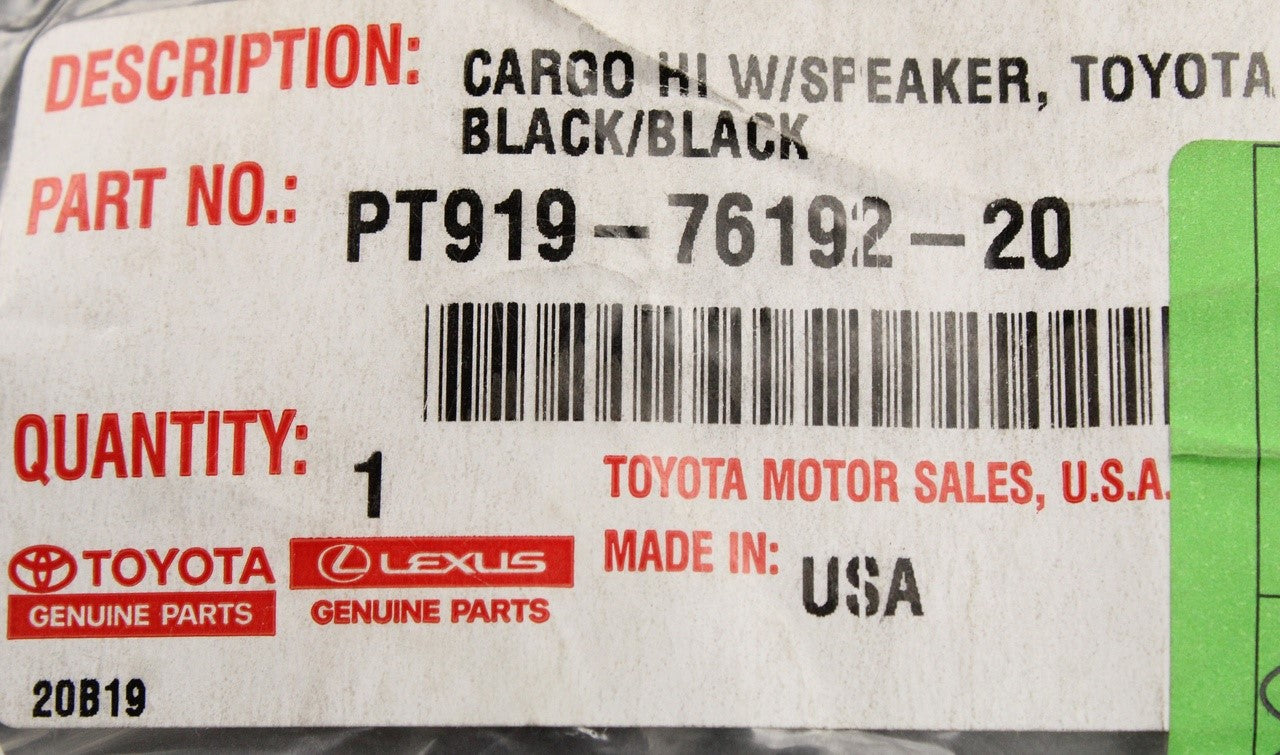 DESCRIPTION: CARGO HI W/SPEAKER, TOYOTA,
BLACK/BLACK
PART NO.: PT919-76192-20
QUANTITY: 1
TOYOTA MOTOR SALES, U.S.A.
MADE IN: USA
TOYOTA
GENUINE PARTS
LEXUS
GENUINE PARTS
20B19